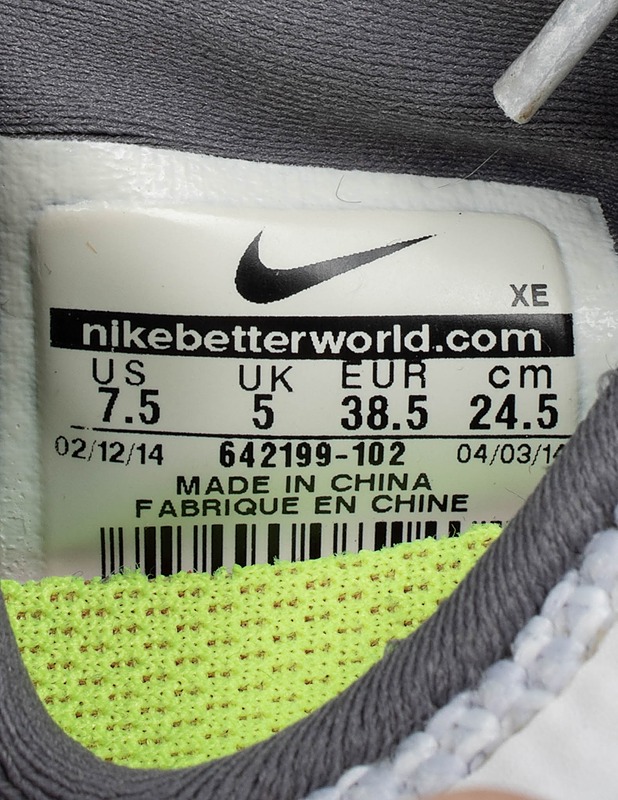 XE
nikebetterworld.com
US UK EUR cm
7.5 5 38.5 24.5
02/12/14 642199-102 04/03/14
MADE IN CHINA
FABRIQUE EN CHINE